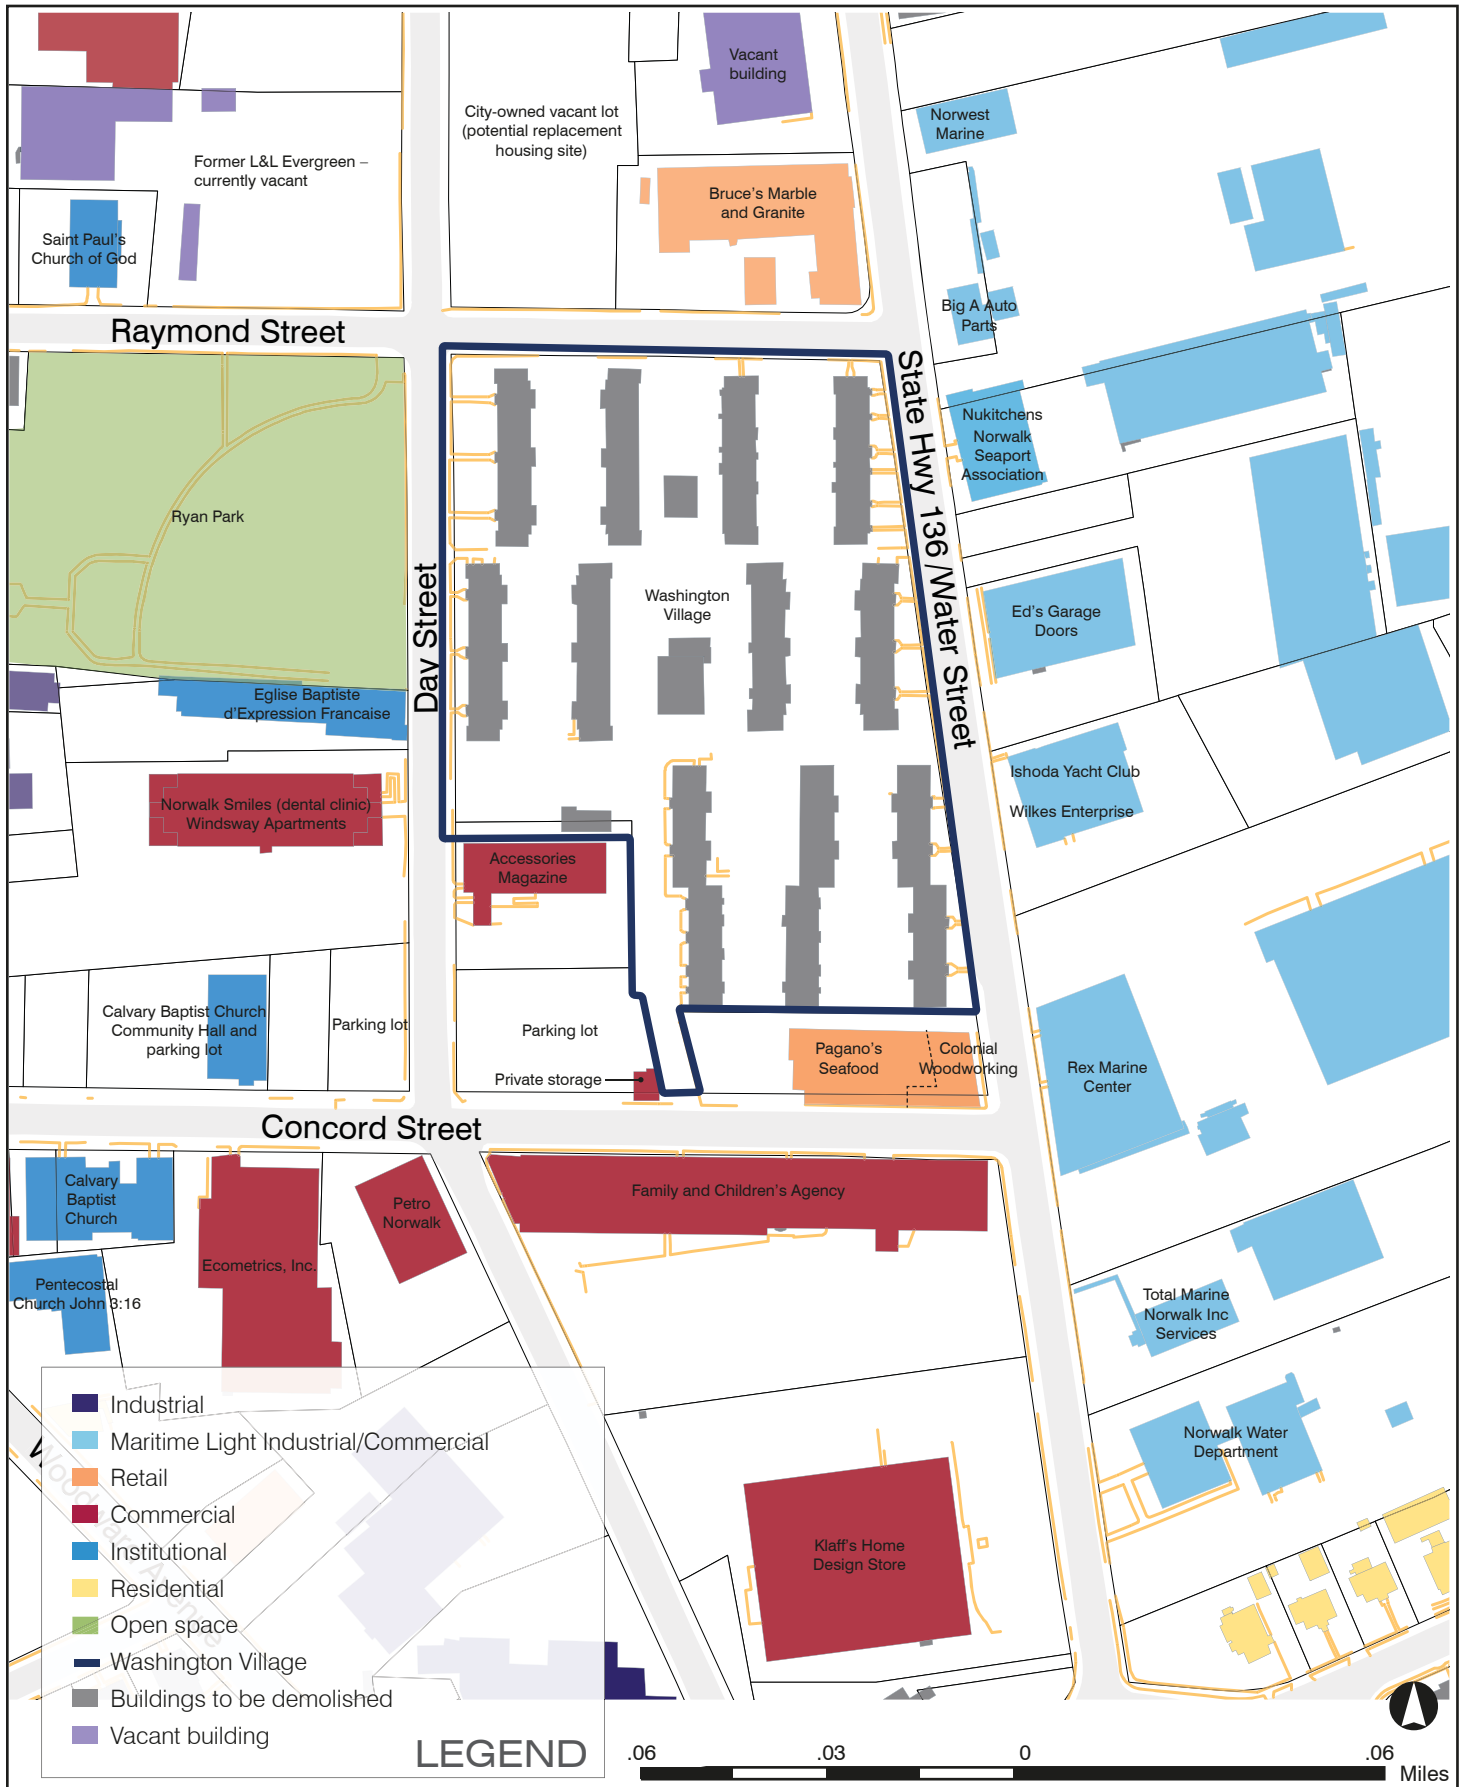 Vacant
building
City-owned vacant lot
(potential replacement
housing site)
Norwest
Marine
Former L&L Evergreen –
currently vacant
Bruce's Marble
and Granite
Saint Paul's
Church of God
Big A Auto
Parts
Raymond Street
State Hwy 136 /Water Street
Nukitchens
Norwalk
Seaport
Association
Ryan Park
Day Street
Washington
Village
Ed's Garage
Doors
Eglise Baptiste
d'Expression Francaise
Ishoda Yacht Club
Wilkes Enterprise
Norwalk Smiles (dental clinic)
Windsway Apartments
Accessories
Magazine
Calvary Baptist Church
Community Hall and
parking lot
Parking lot
Parking lot
Private storage
Pagano's
Seafood
Colonial
Woodworking
Rex Marine
Center
Concord Street
Calvary
Baptist
Church
Petro
Norwalk
Family and Children's Agency
Ecometrics, Inc.
Pentecostal
Church John 3:16
Total Marine
Norwalk Inc
Services
Norwalk Water
Department
Klaff's Home
Design Store
Woodward Avenue
Industrial
Maritime Light Industrial/Commercial
Retail
Commercial
Institutional
Residential
Open space
Washington Village
Buildings to be demolished
Vacant building
LEGEND
.06 .03 0 .06
Miles